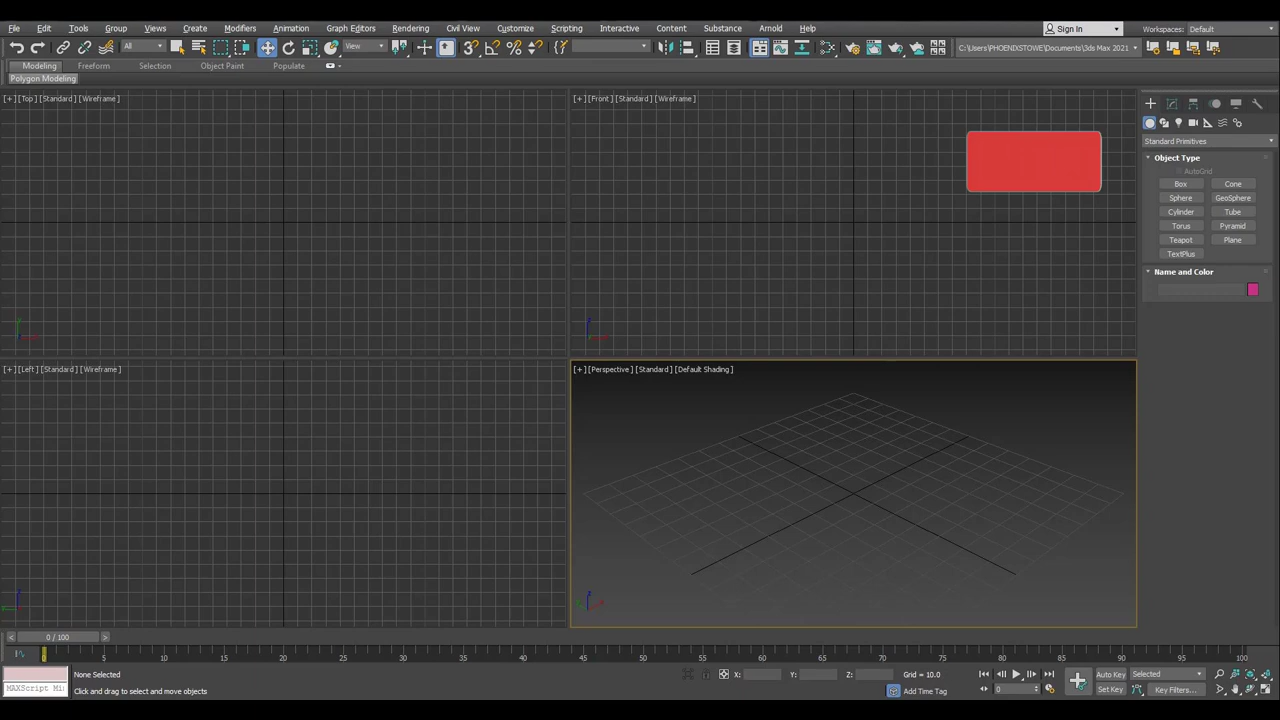 File Edit Tools Group Views Create Modifiers Animation Graph Editors Rendering Civil View Customize Scripting Interactive Content Substance Arnold Help Sign In Workspaces: Default
All View C:\Users\PHOENIXSTOWE\Documents\3ds Max 2021
Modeling Freeform Selection Object Paint Populate
Polygon Modeling
[+] [Top] [Standard] [Wireframe]
[+] [Front] [Standard] [Wireframe]
Standard Primitives
Object Type
AutoGrid
Box Cone
Sphere GeoSphere
Cylinder Tube
Torus Pyramid
Teapot Plane
TextPlus
Name and Color
[+] [Left] [Standard] [Wireframe]
[+] [Perspective] [Standard] [Default Shading]
< 0 / 100 >
0 5 10 15 20 25 30 35 40 45 50 55 60 65 70 75 80 85 90 95 100
None Selected X: Y: Z: Grid = 10.0 Auto Key Selected
MAXScript Mi Click and drag to select and move objects Add Time Tag 0 Set Key Key Filters...